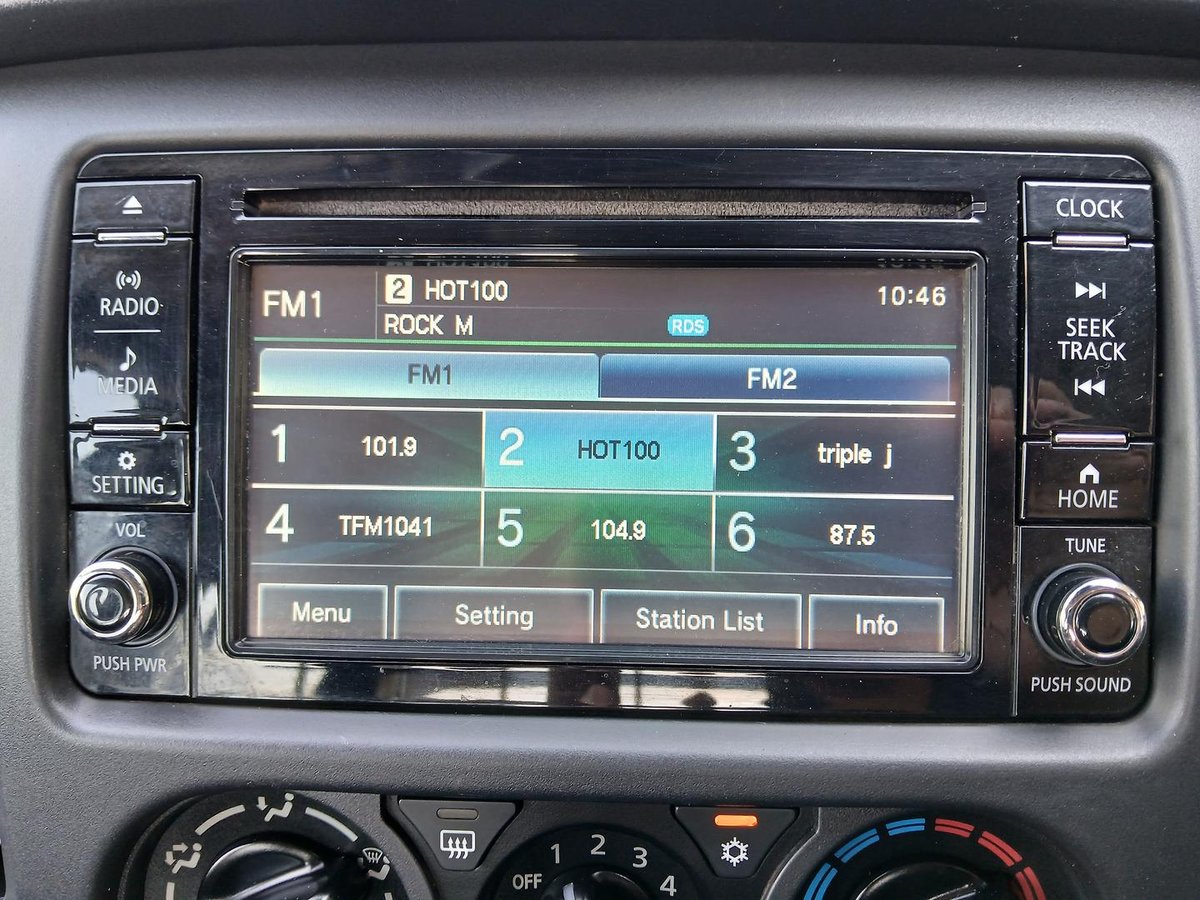 CLOCK
RADIO
MEDIA
SETTING
VOL
PUSH PWR
FM1
2 HOT100
10:46
ROCK M
RDS
FM1
FM2
1 101.9
2 HOT100
3 triple j
4 TFM1041
5 104.9
6 87.5
Menu
Setting
Station List
Info
SEEK
TRACK
HOME
TUNE
PUSH SOUND
OFF
1
2
3
4